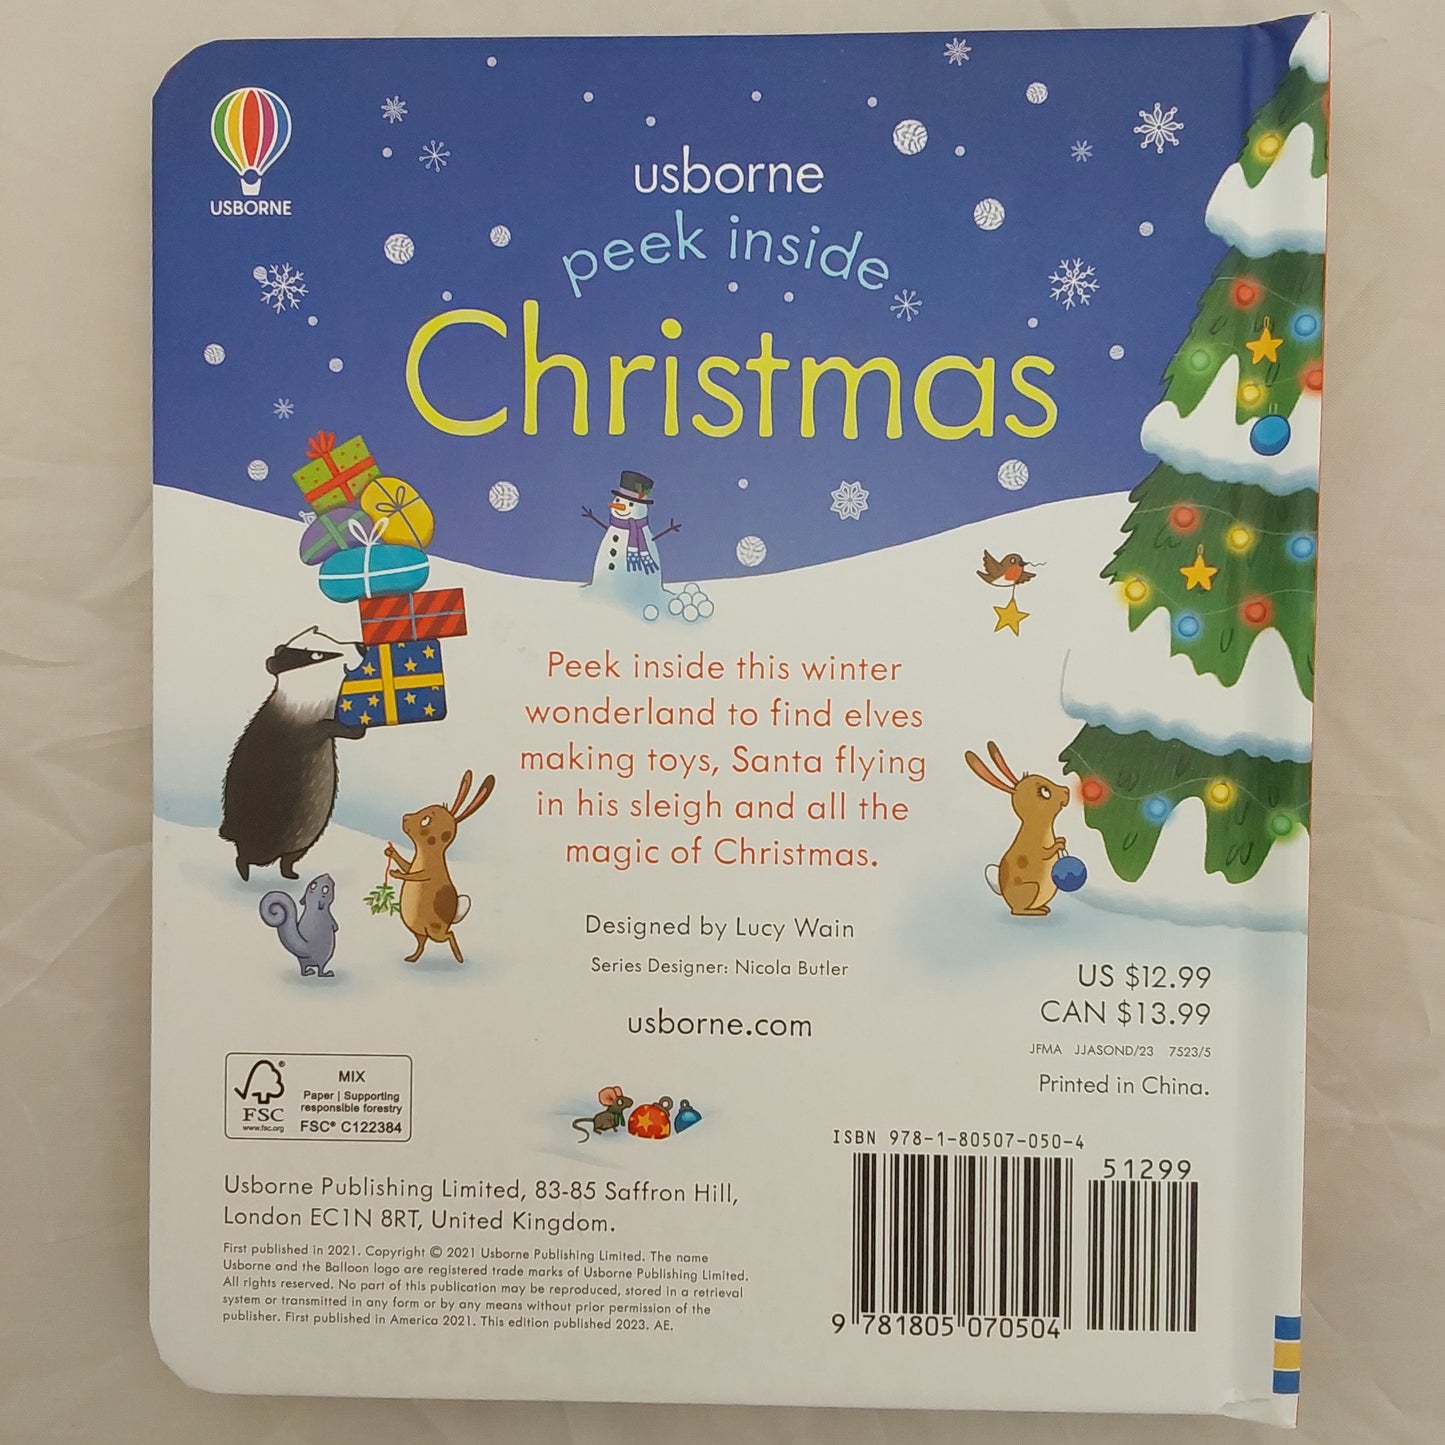 USBORNE
usborne
peek inside
Christmas
Peek inside this winter
wonderland to find elves
making toys, Santa flying
in his sleigh and all the
magic of Christmas.
Designed by Lucy Wain
Series Designer: Nicola Butler
usborne.com
US $12.99
CAN $13.99
JFMA JJASOND/23 7523/5
Printed in China.
FSC
www.fsc.org
MIX
Paper | Supporting
responsible forestry
FSC® C122384
Usborne Publishing Limited, 83-85 Saffron Hill,
London EC1N 8RT, United Kingdom.
First published in 2021. Copyright © 2021 Usborne Publishing Limited. The name
Usborne and the Balloon logo are registered trade marks of Usborne Publishing Limited.
All rights reserved. No part of this publication may be reproduced, stored in a retrieval
system or transmitted in any form or by any means without prior permission of the
publisher. First published in America 2021. This edition published 2023. AE.
ISBN 978-1-80507-050-4
51299
9 781805 070504